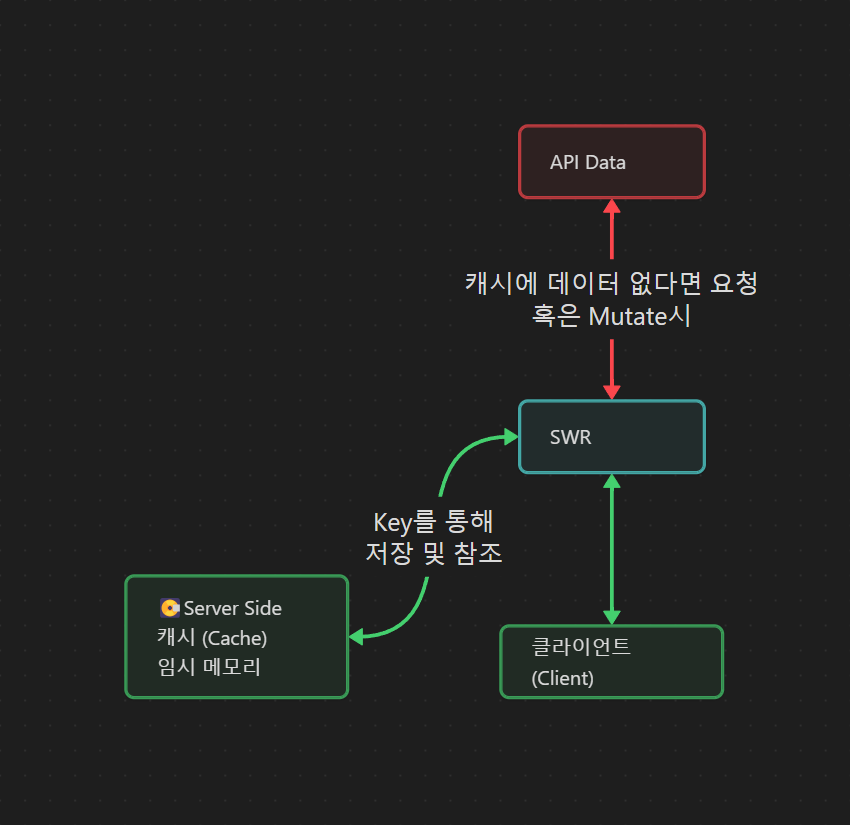 API Data
캐시에 데이터 없다면 요청
혹은 Mutate시
SWR
Key를 통해
저장 및 참조
Server Side
캐시 (Cache)
임시 메모리
클라이언트
(Client)